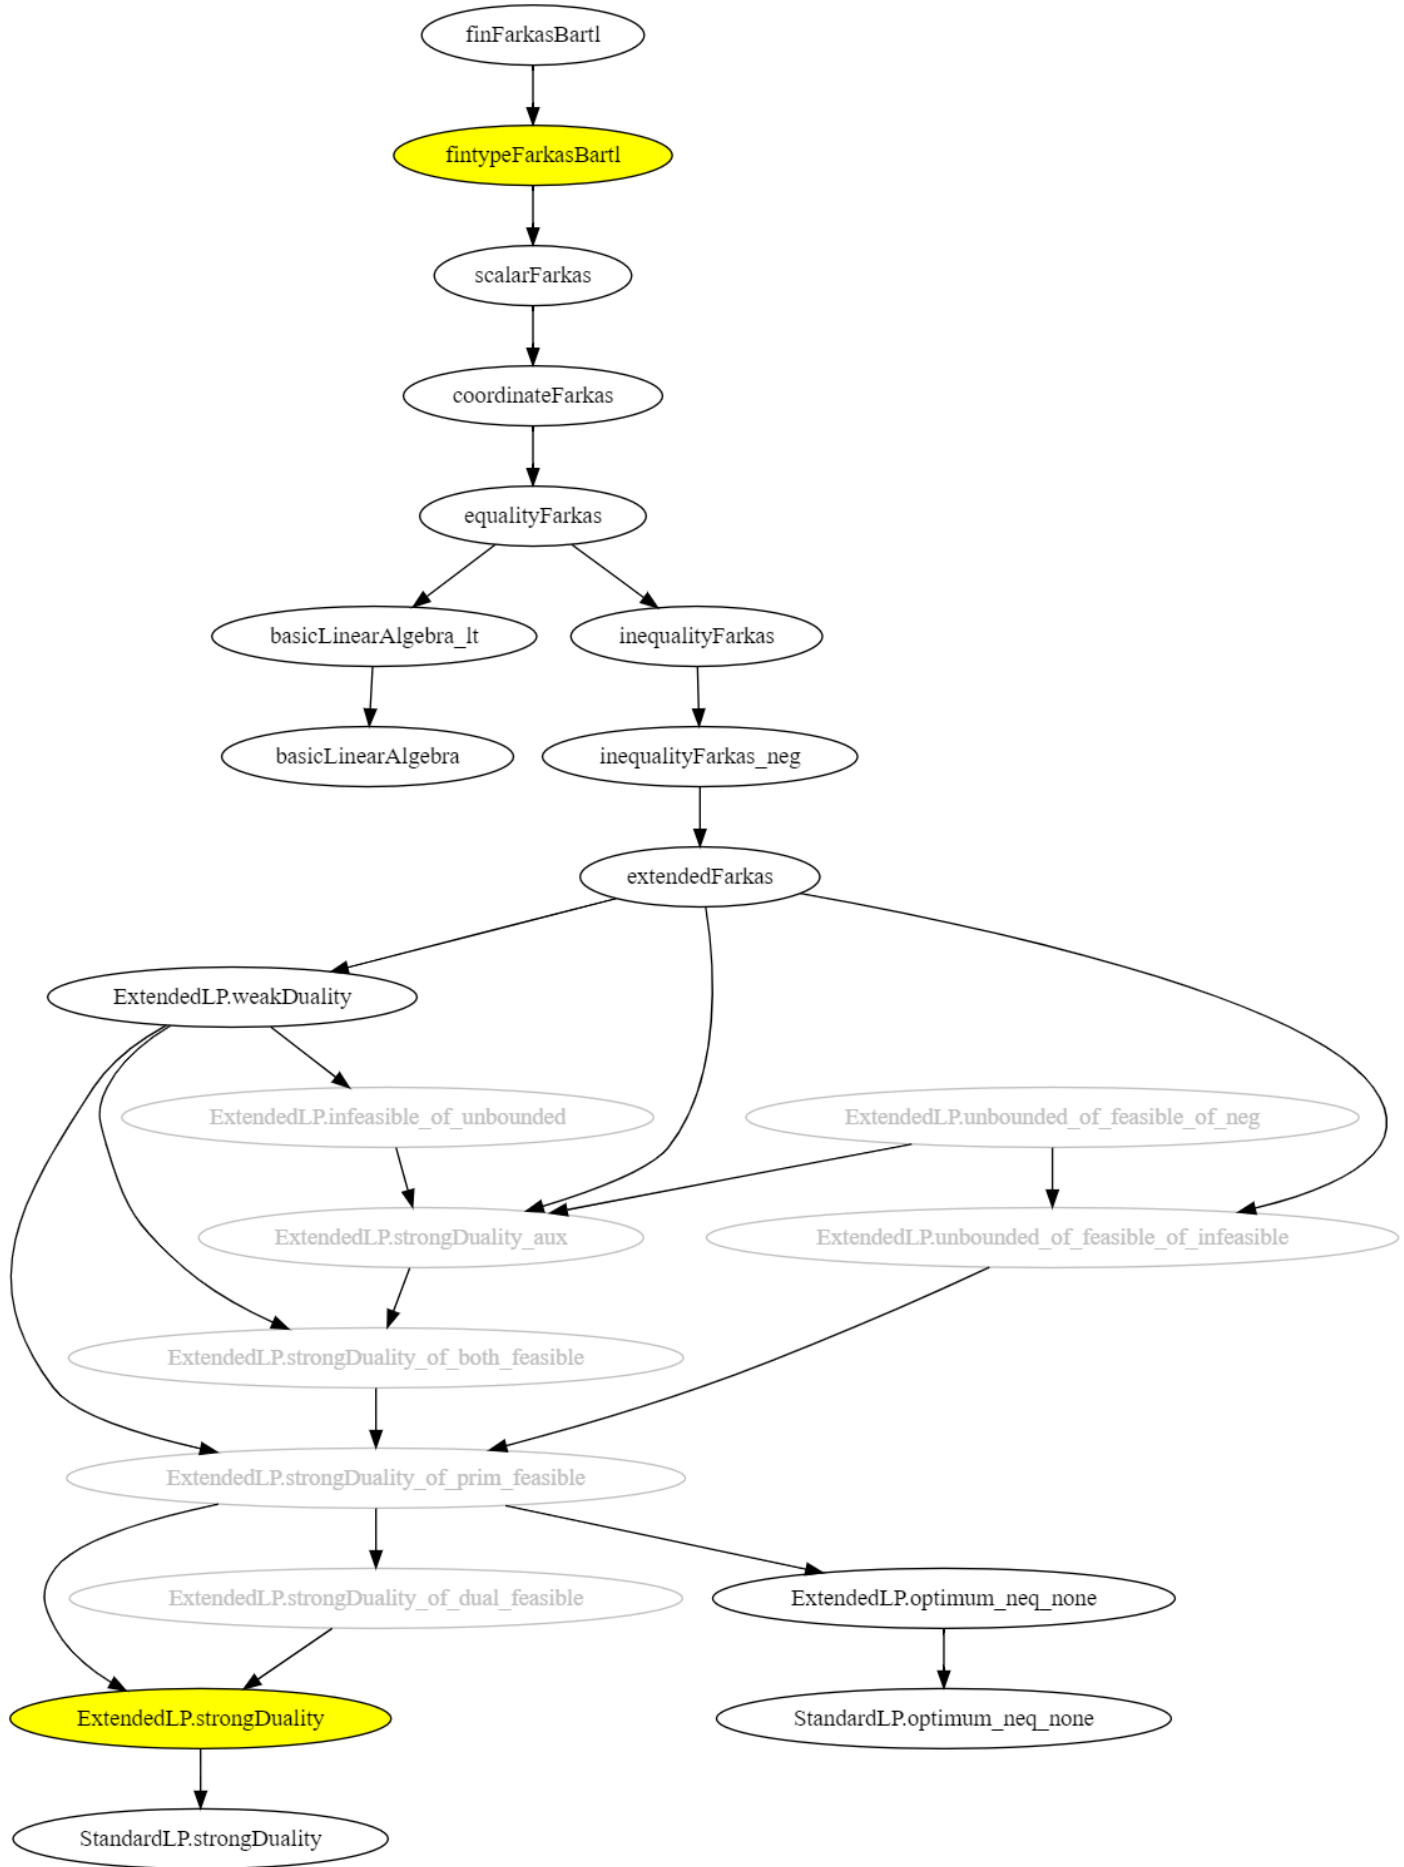 finFarkasBartl
fintypeFarkasBartl
scalarFarkas
coordinateFarkas
equalityFarkas
basicLinearAlgebra_lt
inequalityFarkas
basicLinearAlgebra
inequalityFarkas_neg
extendedFarkas
ExtendedLP.weakDuality
ExtendedLP.infeasible_of_unbounded
ExtendedLP.unbounded_of_feasible_of_neg
ExtendedLP.strongDuality_aux
ExtendedLP.unbounded_of_feasible_of_infeasible
ExtendedLP.strongDuality_of_both_feasible
ExtendedLP.strongDuality_of_prim_feasible
ExtendedLP.strongDuality_of_dual_feasible
ExtendedLP.optimum_neq_none
ExtendedLP.strongDuality
StandardLP.optimum_neq_none
StandardLP.strongDuality